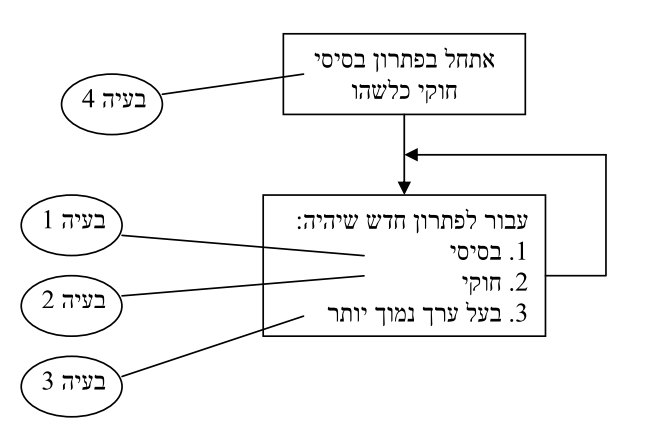 אתחל בפתרון בסיסי
חוקי כלשהו
בעיה 4
עבור לפתרון חדש שיהיה:
1. בסיסי
2. חוקי
3. בעל ערך נמוך יותר
בעיה 1
בעיה 2
בעיה 3